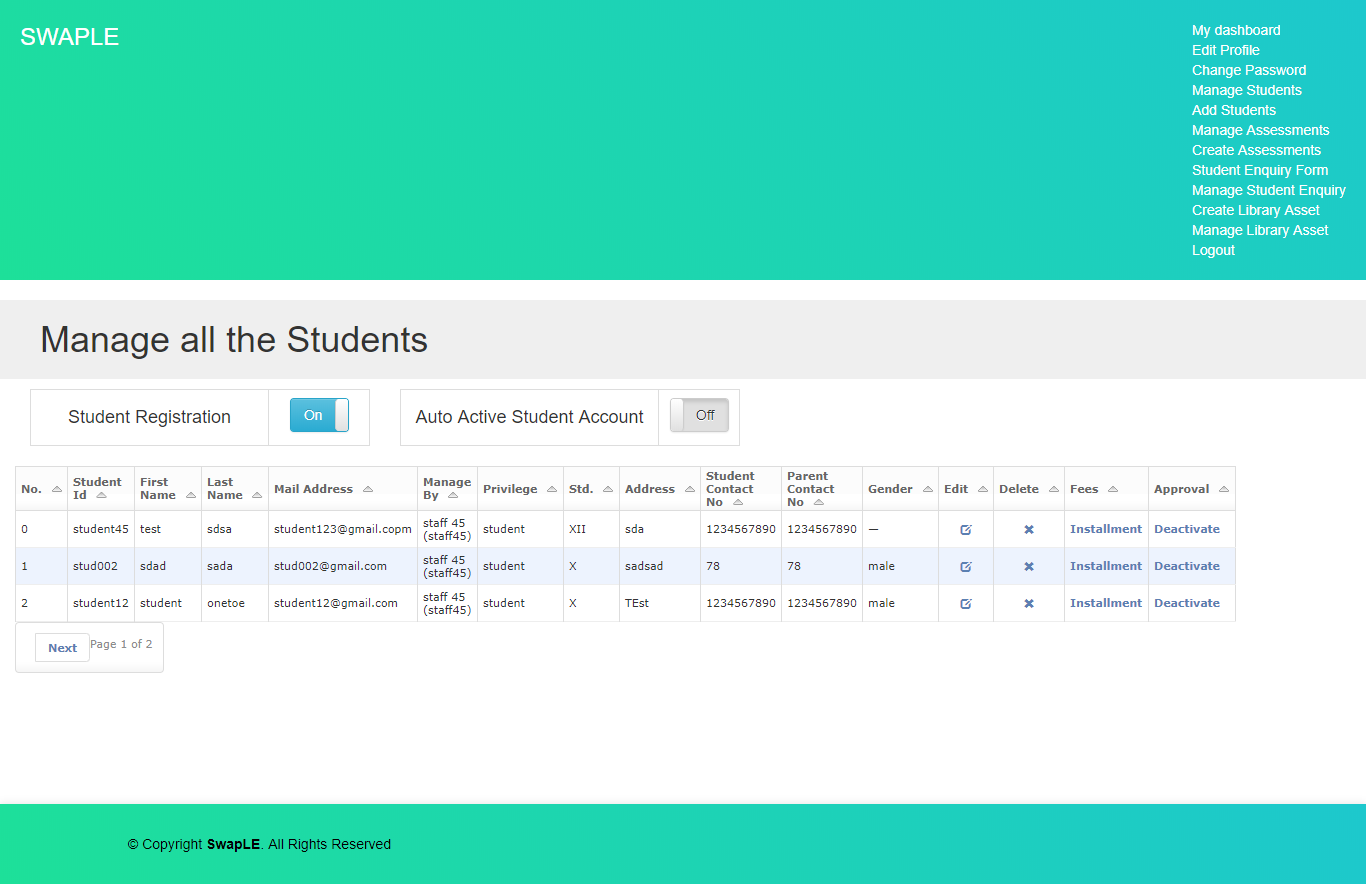 SWAPLE
My dashboard
Edit Profile
Change Password
Manage Students
Add Students
Manage Assessments
Create Assessments
Student Enquiry Form
Manage Student Enquiry
Create Library Asset
Manage Library Asset
Logout
Manage all the Students
Student Registration On Auto Active Student Account Off
No. Student Id First Name Last Name Mail Address Manage By Privilege Std. Address Student Contact No Parent Contact No Gender Edit Delete Fees Approval
0 student45 test sdsa student123@gmail.copm staff 45 (staff45) student XII sda 1234567890 1234567890 — Installment Deactivate
1 stud002 sdad sada stud002@gmail.com staff 45 (staff45) student X sadsad 78 78 male Installment Deactivate
2 student12 student onetoe student12@gmail.com staff 45 (staff45) student X TEst 1234567890 1234567890 male Installment Deactivate
Next Page 1 of 2
© Copyright SwapLE. All Rights Reserved